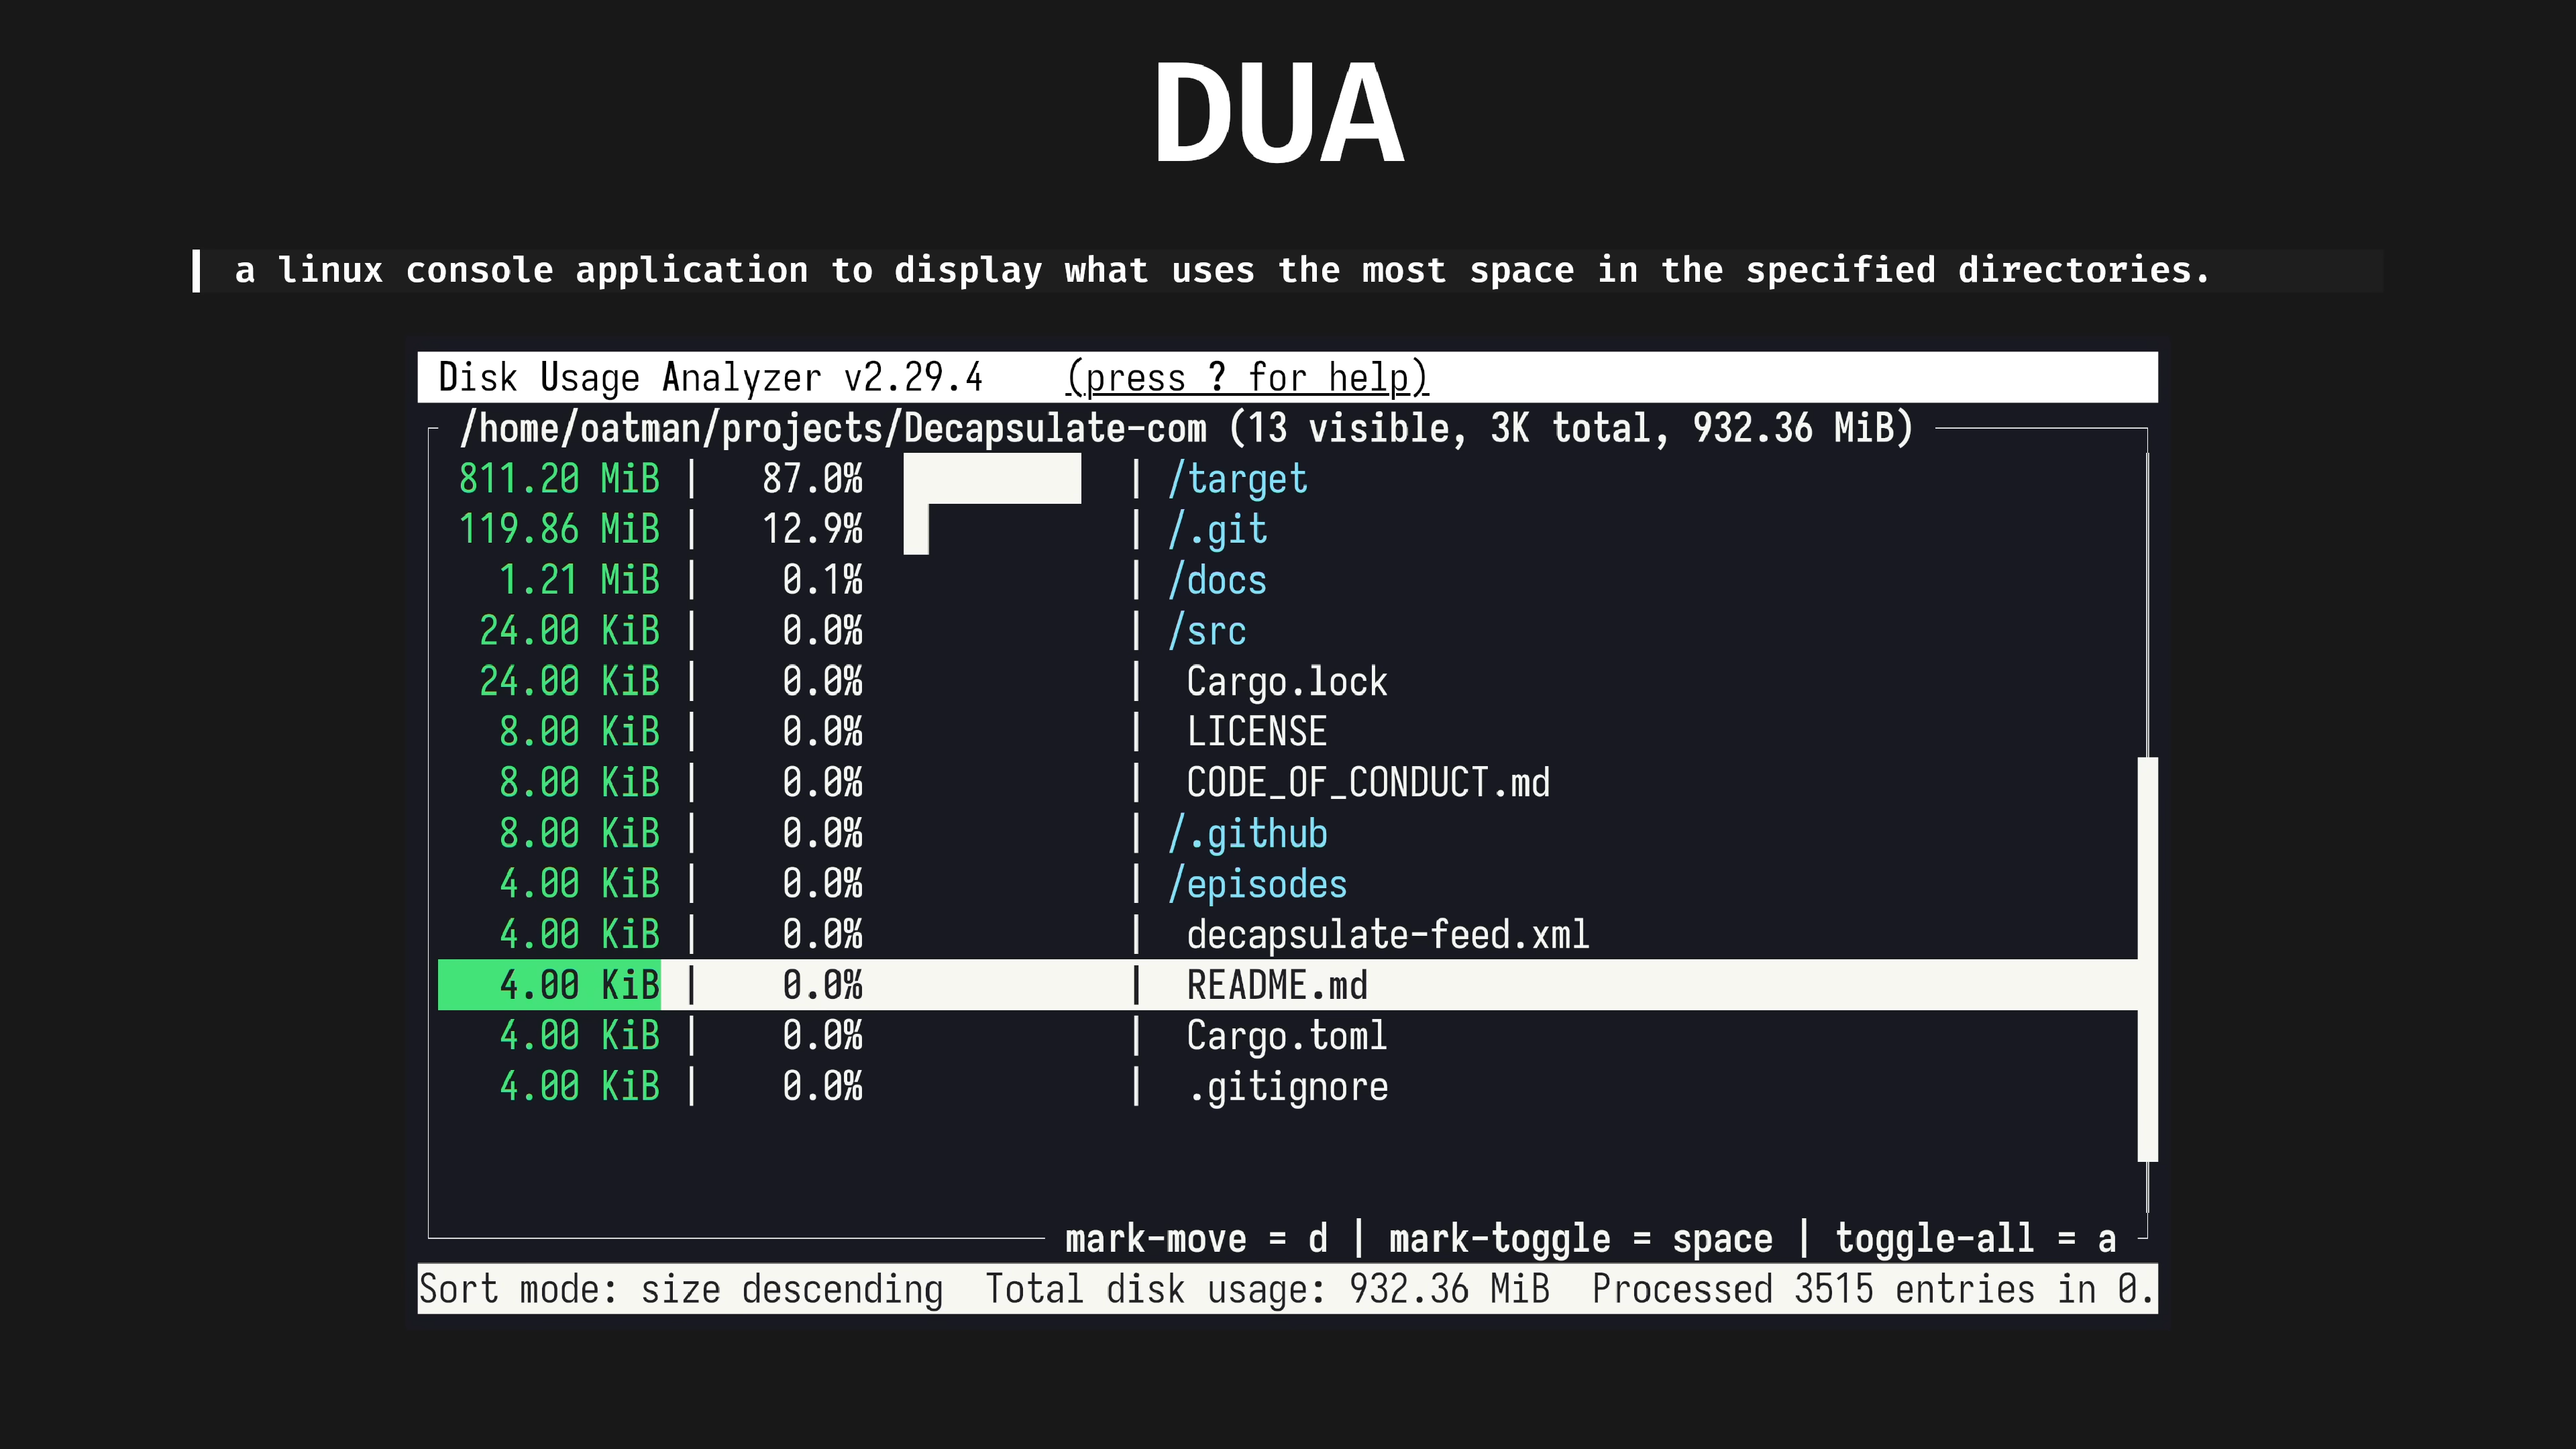 DUA
a linux console application to display what uses the most space in the specified directories.
Disk Usage Analyzer v2.29.4    (press ? for help)
/home/oatman/projects/Decapsulate-com (13 visible, 3K total, 932.36 MiB)
811.20 MiB | 87.0% | /target
119.86 MiB | 12.9% | /.git
1.21 MiB | 0.1% | /docs
24.00 KiB | 0.0% | /src
24.00 KiB | 0.0% | Cargo.lock
8.00 KiB | 0.0% | LICENSE
8.00 KiB | 0.0% | CODE_OF_CONDUCT.md
8.00 KiB | 0.0% | /.github
4.00 KiB | 0.0% | /episodes
4.00 KiB | 0.0% | decapsulate-feed.xml
4.00 KiB | 0.0% | README.md
4.00 KiB | 0.0% | Cargo.toml
4.00 KiB | 0.0% | .gitignore
mark-move = d | mark-toggle = space | toggle-all = a
Sort mode: size descending  Total disk usage: 932.36 MiB  Processed 3515 entries in 0.